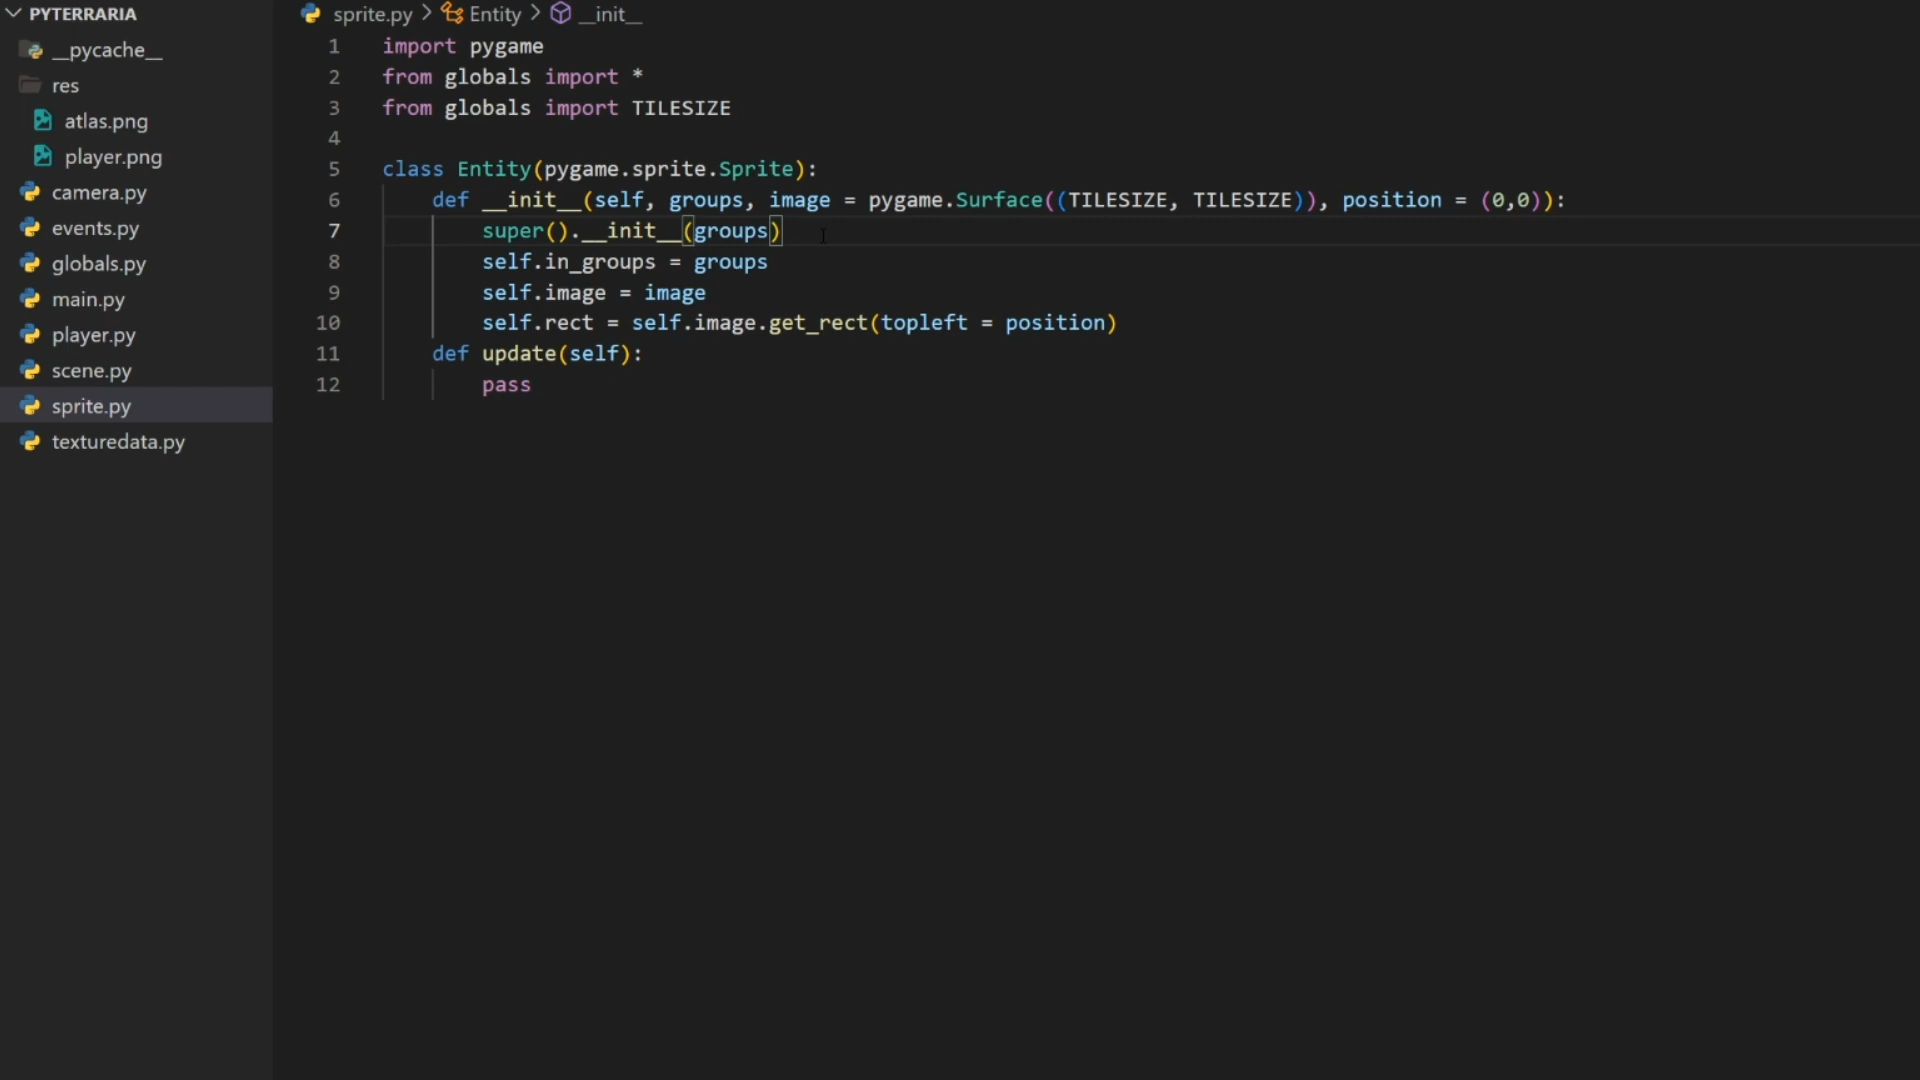 PYTERRARIA
__pycache__
res
atlas.png
player.png
camera.py
events.py
globals.py
main.py
player.py
scene.py
sprite.py
texturedata.py
sprite.py > Entity > __init__
1 import pygame
2 from globals import *
3 from globals import TILESIZE
4
5 class Entity(pygame.sprite.Sprite):
6     def __init__(self, groups, image = pygame.Surface((TILESIZE, TILESIZE)), position = (0,0)):
7         super().__init__(groups)
8         self.in_groups = groups
9         self.image = image
10         self.rect = self.image.get_rect(topleft = position)
11     def update(self):
12         pass